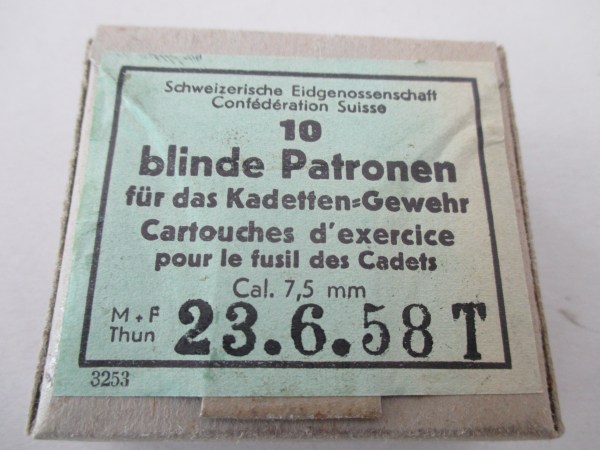 Schweizerische Eidgenossenschaft
Confédération Suisse
10
blinde Patronen
für das Kadetten=Gewehr
Cartouches d'exercice
pour le fusil des Cadets
Cal. 7,5 mm
M + F
Thun
23.6.58 T
3253